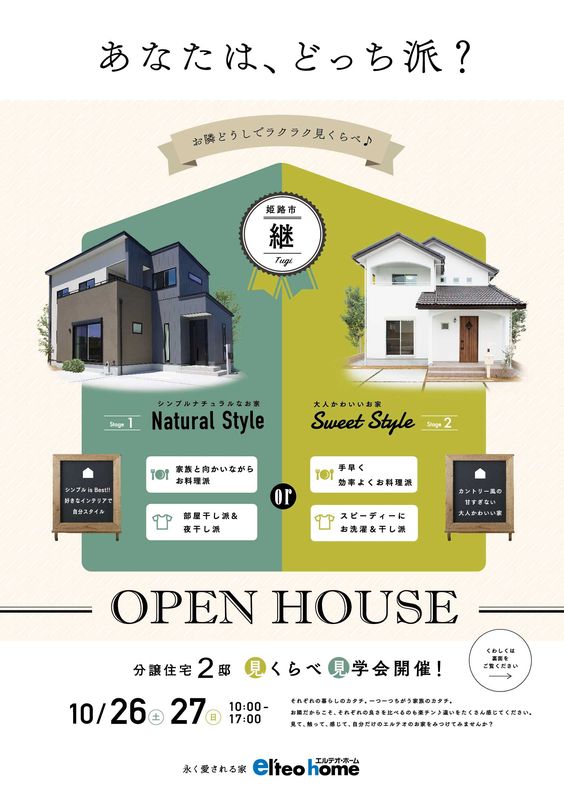 あなたは、どっち派？
お隣どうしでラクラク見くらべ♪
姫路市
継
Tugi
シンプルナチュラルなお家
Stage 1
Natural Style
大人かわいいお家
Sweet Style
Stage 2
シンプル is Best!!
好きなインテリアで
自分スタイル
家族と向かいながら
お料理派
部屋干し派&
夜干し派
or
手早く
効率よくお料理派
スピーディーに
お洗濯&干し派
カントリー風の
甘すぎない
大人かわいい家
OPEN HOUSE
分譲住宅2邸 見くらべ見学会開催！
くわしくは
裏面を
ご覧ください
10/26土 27日 10:00-
17:00
それぞれの暮らしのカタチ。一つ一つちがう家族のカタチ。
お隣だからこそ、それぞれの良さを比べるのも楽チン♪違いをたくさん感じてください。
見て、触って、感じて、自分だけのエルテオのお家をみつけてみませんか？
永く愛される家
エルテオ・ホーム
el'teo home